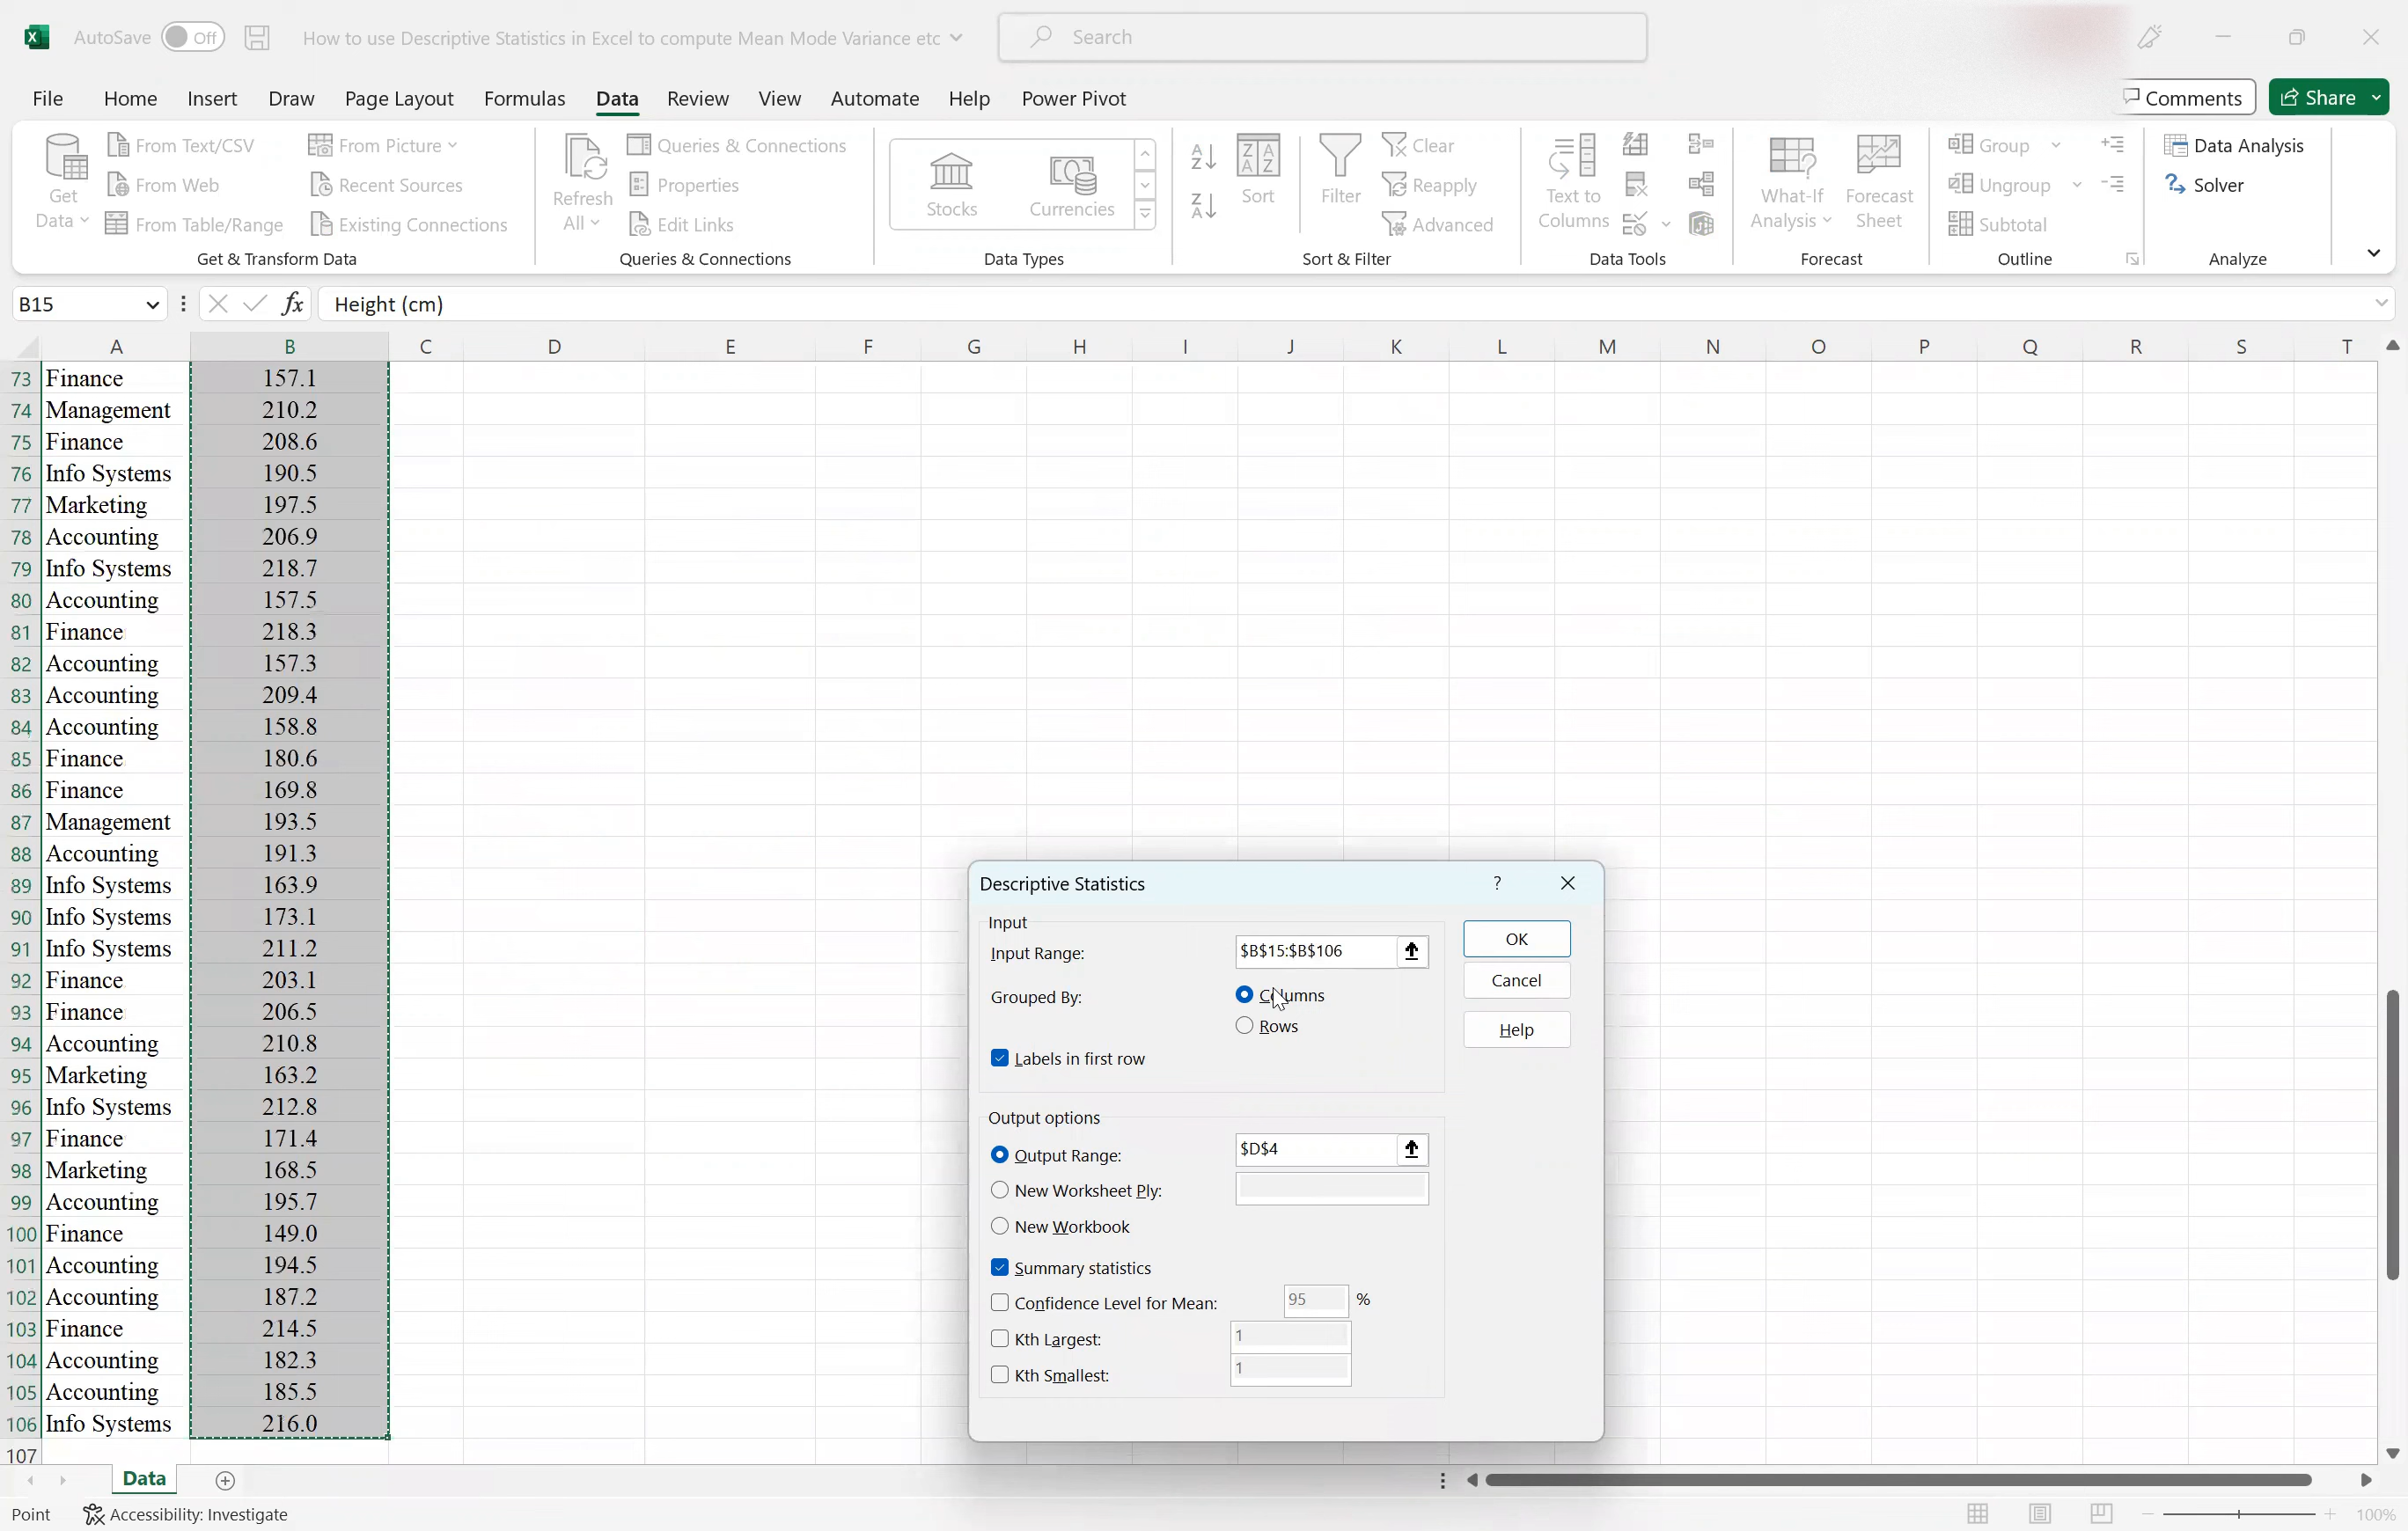 AutoSave Off How to use Descriptive Statistics in Excel to compute Mean Mode Variance etc Search
File Home Insert Draw Page Layout Formulas Data Review View Automate Help Power Pivot Comments Share
Get Data From Text/CSV From Web From Table/Range From Picture Recent Sources Existing Connections
Get & Transform Data
Refresh All Queries & Connections Properties Edit Links
Queries & Connections
Stocks Currencies
Data Types
Sort Filter Clear Reapply Advanced
Sort & Filter
Text to Columns
Data Tools
What-If Analysis Forecast Sheet
Forecast
Group Ungroup Subtotal
Outline
Data Analysis Solver
Analyze
B15 fx Height (cm)
A B C D E F G H I J K L M N O P Q R S T
73 Finance 157.1
74 Management 210.2
75 Finance 208.6
76 Info Systems 190.5
77 Marketing 197.5
78 Accounting 206.9
79 Info Systems 218.7
80 Accounting 157.5
81 Finance 218.3
82 Accounting 157.3
83 Accounting 209.4
84 Accounting 158.8
85 Finance 180.6
86 Finance 169.8
87 Management 193.5
88 Accounting 191.3
89 Info Systems 163.9
90 Info Systems 173.1
91 Info Systems 211.2
92 Finance 203.1
93 Finance 206.5
94 Accounting 210.8
95 Marketing 163.2
96 Info Systems 212.8
97 Finance 171.4
98 Marketing 168.5
99 Accounting 195.7
100 Finance 149.0
101 Accounting 194.5
102 Accounting 187.2
103 Finance 214.5
104 Accounting 182.3
105 Accounting 185.5
106 Info Systems 216.0
107
Descriptive Statistics ?
Input
Input Range: $B$15:$B$106
Grouped By: Columns
Rows
Labels in first row
OK
Cancel
Help
Output options
Output Range: $D$4
New Worksheet Ply:
New Workbook
Summary statistics
Confidence Level for Mean: 95 %
Kth Largest: 1
Kth Smallest: 1
Data
Point Accessibility: Investigate 100%